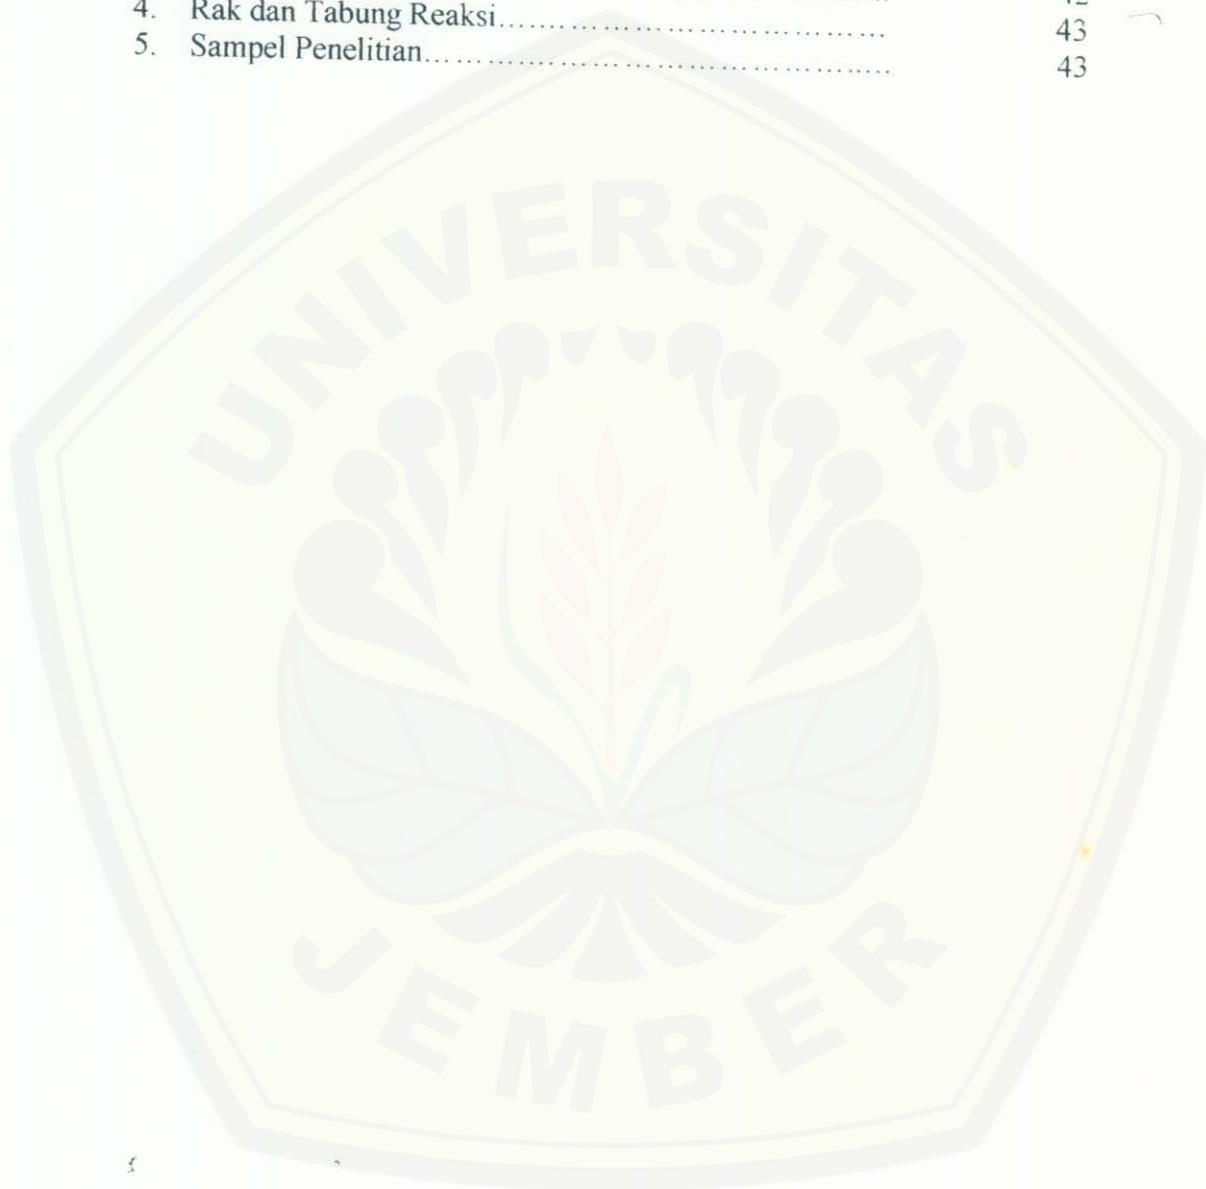 4. Rak dan Tabung Reaksi.......................................... 43
5. Sampel Penelitian.................................................. 43
UNIVERSITAS
JEMBER